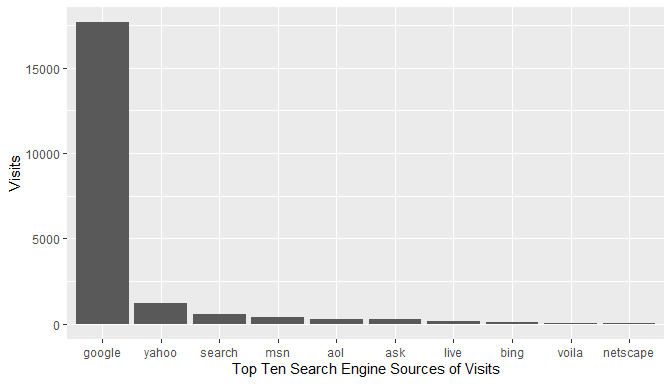 15000
10000
5000
0
Visits
google yahoo search msn aol ask live bing voila netscape
Top Ten Search Engine Sources of Visits